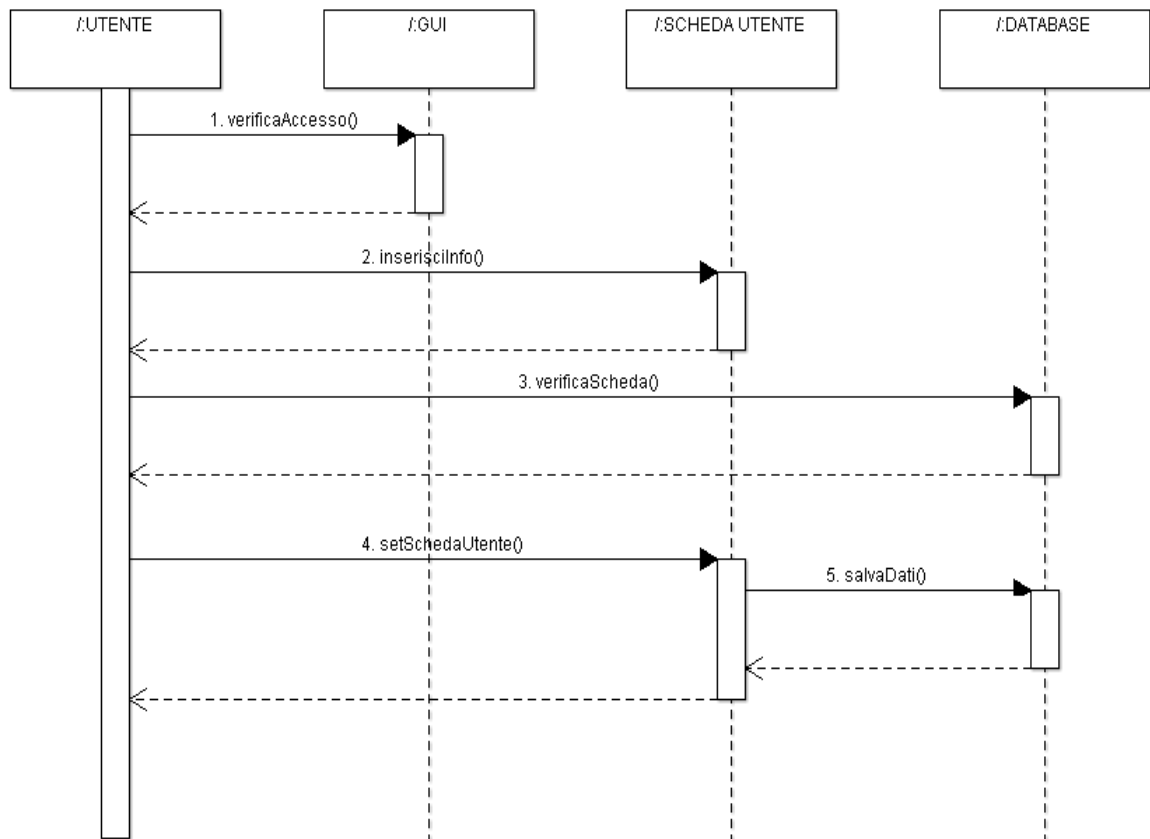 /:UTENTE
/:GUI
/:SCHEDA UTENTE
/:DATABASE
1. verificaAccesso()
2. inserisciInfo()
3. verificaScheda()
4. setSchedaUtente()
5. salvaDati()